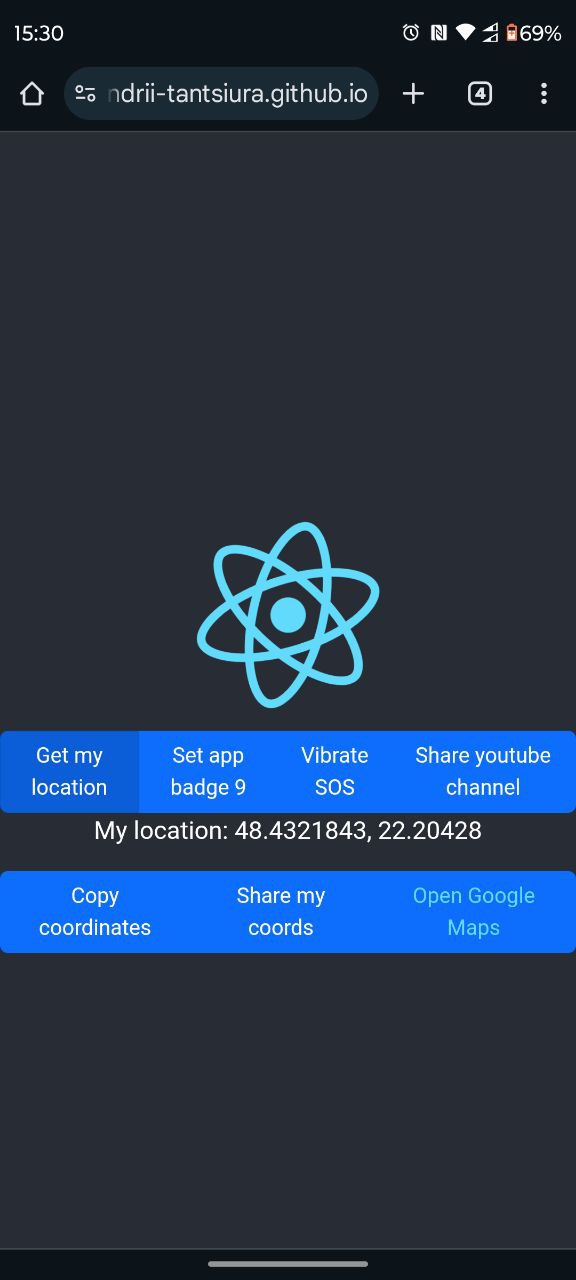 15:30
69%
ndrii-tantsiura.github.io
4
Get my
location
Set app
badge 9
Vibrate
SOS
Share youtube
channel
My location: 48.4321843, 22.20428
Copy
coordinates
Share my
coords
Open Google
Maps